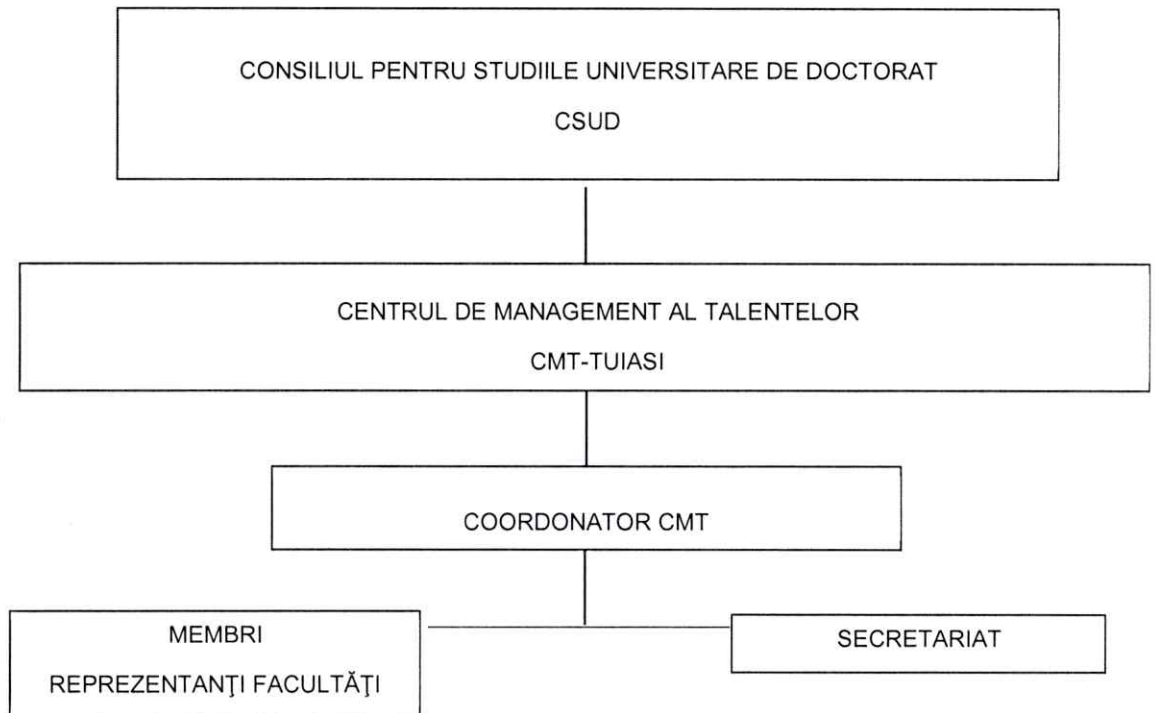 CONSILIUL PENTRU STUDIILE UNIVERSITARE DE DOCTORAT
CSUD
CENTRUL DE MANAGEMENT AL TALENTELOR
CMT-TUIASI
COORDONATOR CMT
MEMBRI
REPREZENTANŢI FACULTĂŢI
SECRETARIAT